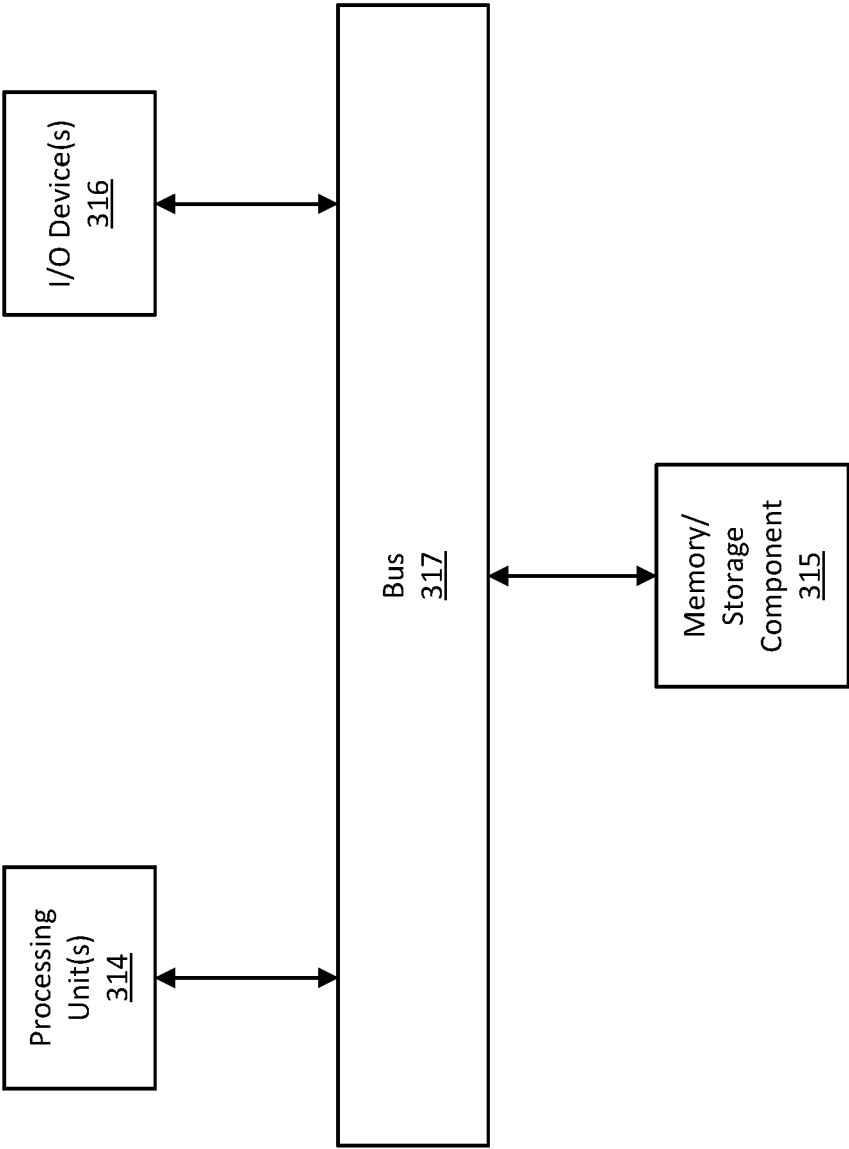 Processing
Unit(s)
314
I/O Device(s)
316
Bus
317
Memory/
Storage
Component
315